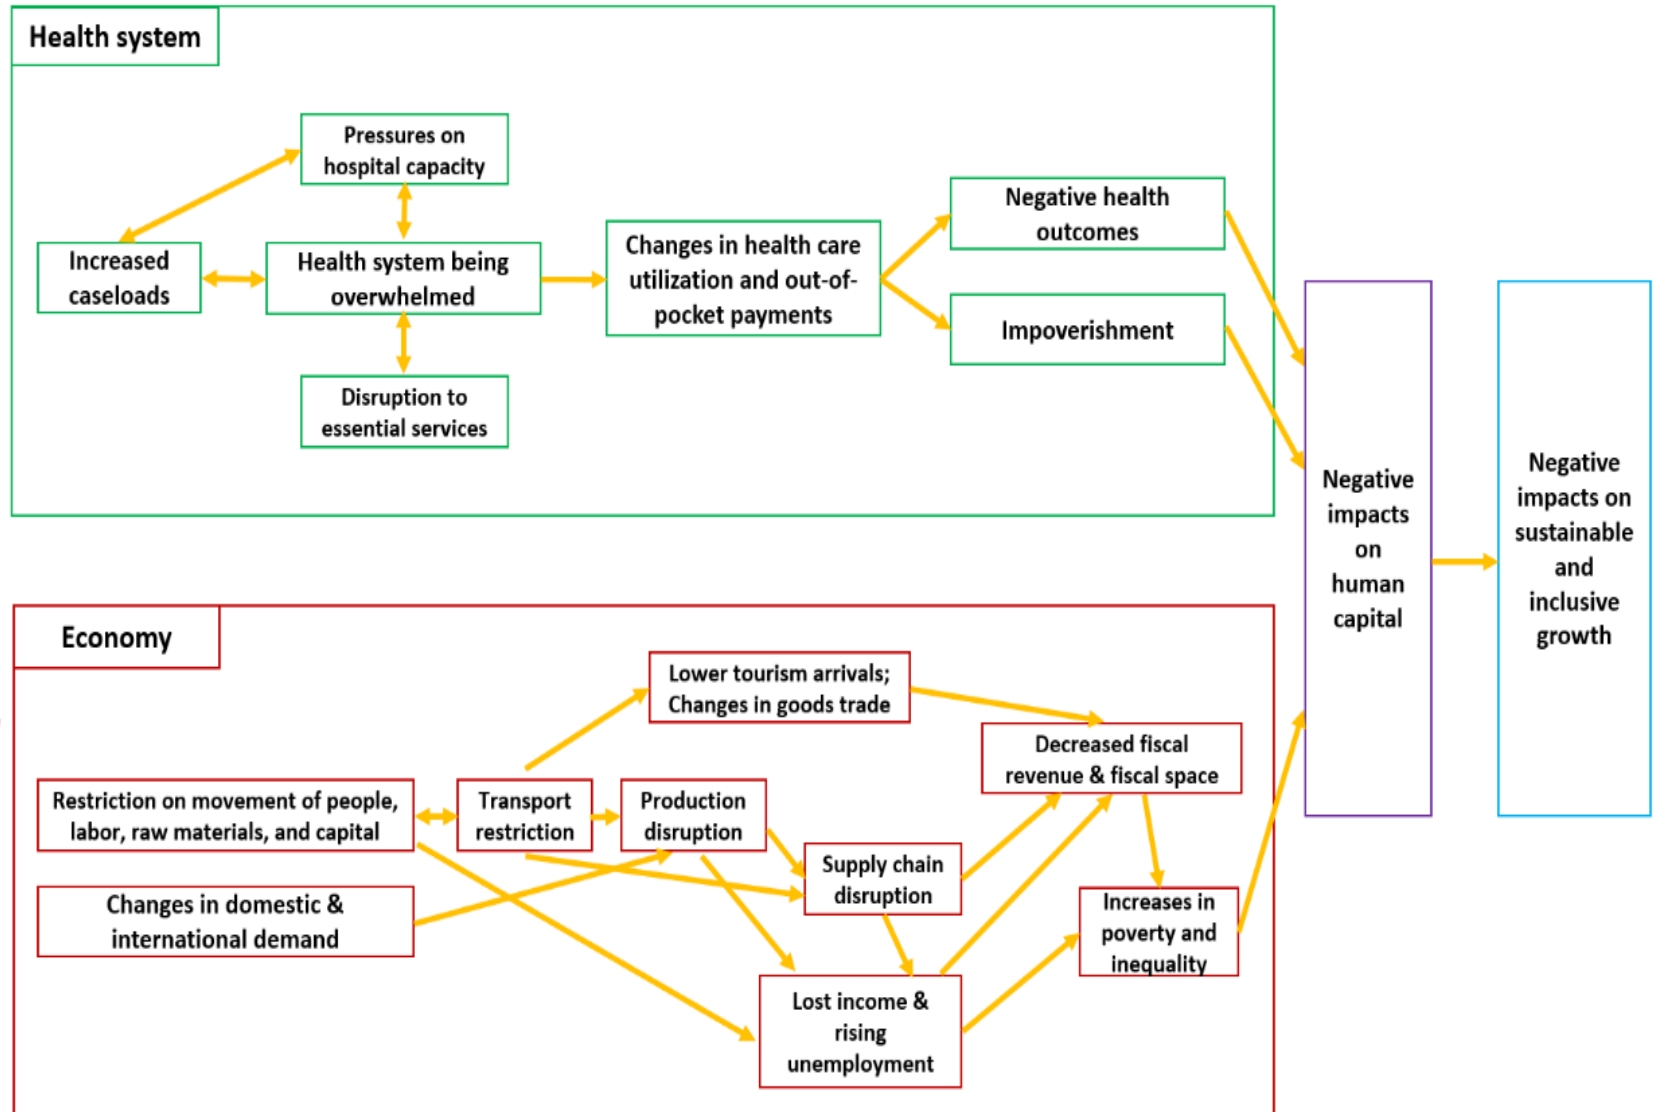 Health system
Pressures on
hospital capacity
Increased
caseloads
Health system being
overwhelmed
Disruption to
essential services
Changes in health care
utilization and out-of-
pocket payments
Negative health
outcomes
Impoverishment
Negative
impacts
on
human
capital
Negative
impacts on
sustainable
and
inclusive
growth
Economy
Lower tourism arrivals;
Changes in goods trade
Restriction on movement of people,
labor, raw materials, and capital
Transport
restriction
Production
disruption
Changes in domestic &
international demand
Supply chain
disruption
Decreased fiscal
revenue & fiscal space
Lost income &
rising
unemployment
Increases in
poverty and
inequality